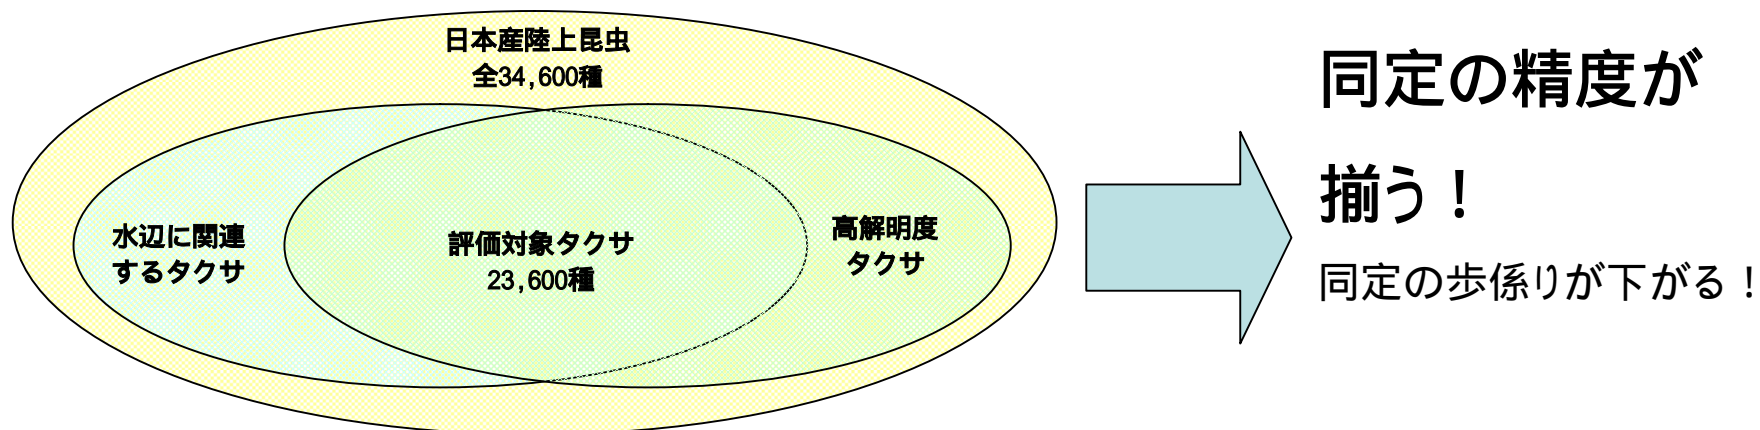 日本産陸上昆虫
全34,600種
水辺に関連
するタクサ
評価対象タクサ
23,600種
高解明度
タクサ
同定の精度が
揃う！
同定の歩係りが下がる！